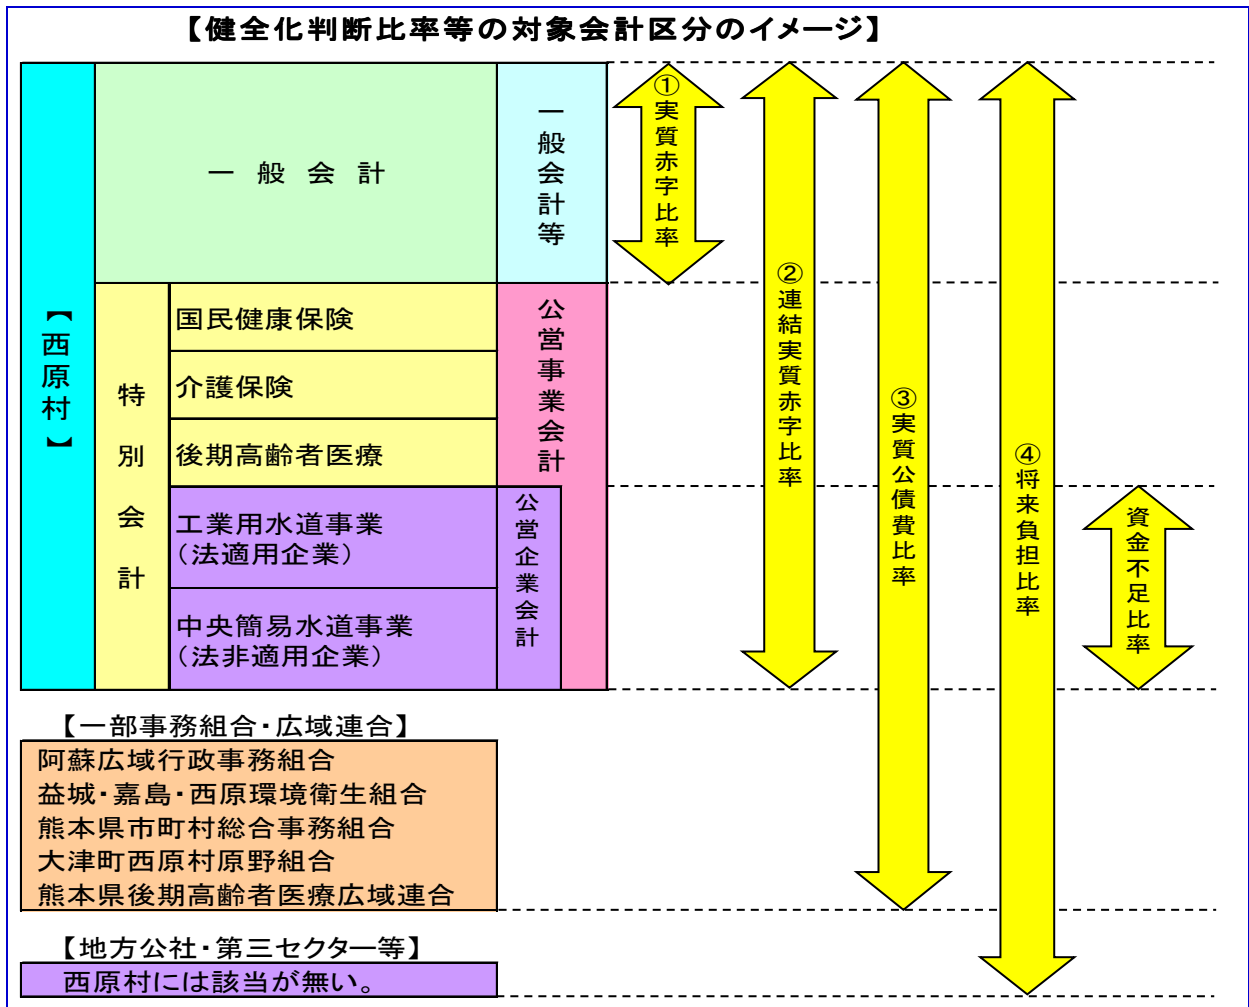 【健全化判断比率等の対象会計区分のイメージ】
【西原村】
一般会計
一般会計等
特別会計
国民健康保険
介護保険
後期高齢者医療
工業用水道事業
（法適用企業）
中央簡易水道事業
（法非適用企業）
公営事業会計
公営企業会計
①実質赤字比率
②連結実質赤字比率
③実質公債費比率
④将来負担比率
資金不足比率
【一部事務組合・広域連合】
阿蘇広域行政事務組合
益城・嘉島・西原環境衛生組合
熊本県市町村総合事務組合
大津町西原村原野組合
熊本県後期高齢者医療広域連合
【地方公社・第三セクター等】
西原村には該当が無い。